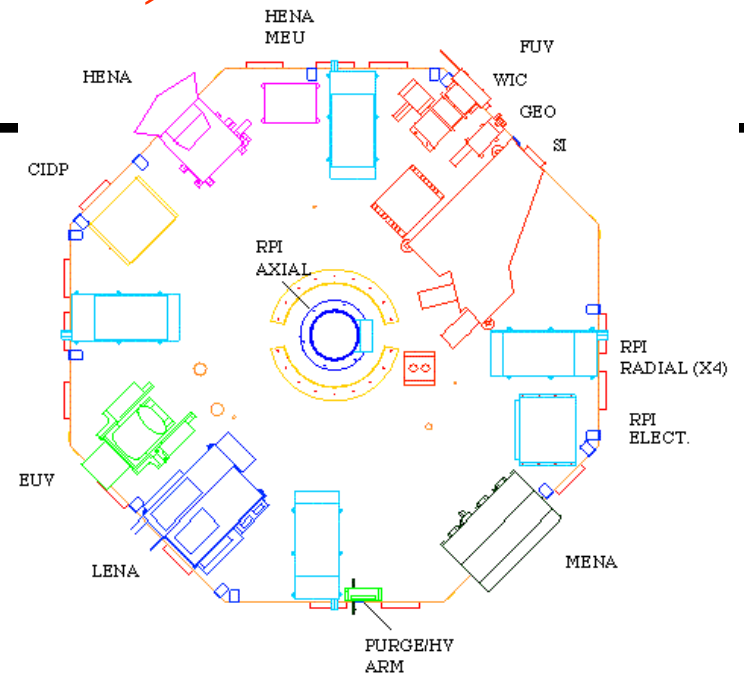 HENA
MEU
FUV
HENA
WIC
GEO
SI
CIDP
RPI
AXIAL
RPI
RADIAL (X4)
RPI
ELECT.
EUV
LENA
MENA
PURGE/HV
ARM